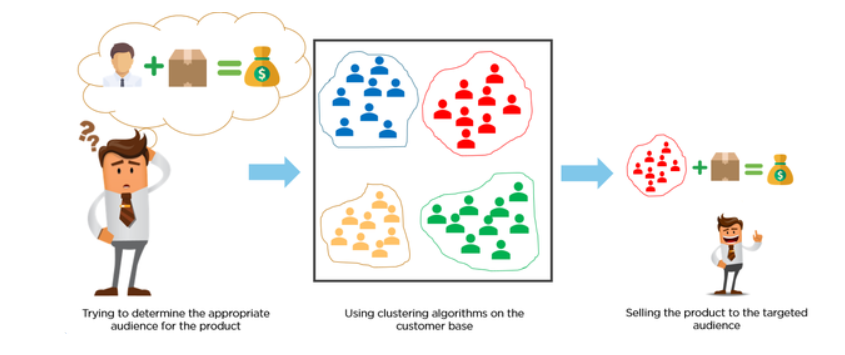 ??
??
$
$
Trying to determine the appropriate
audience for the product
Using clustering algorithms on the
customer base
Selling the product to the targeted
audience